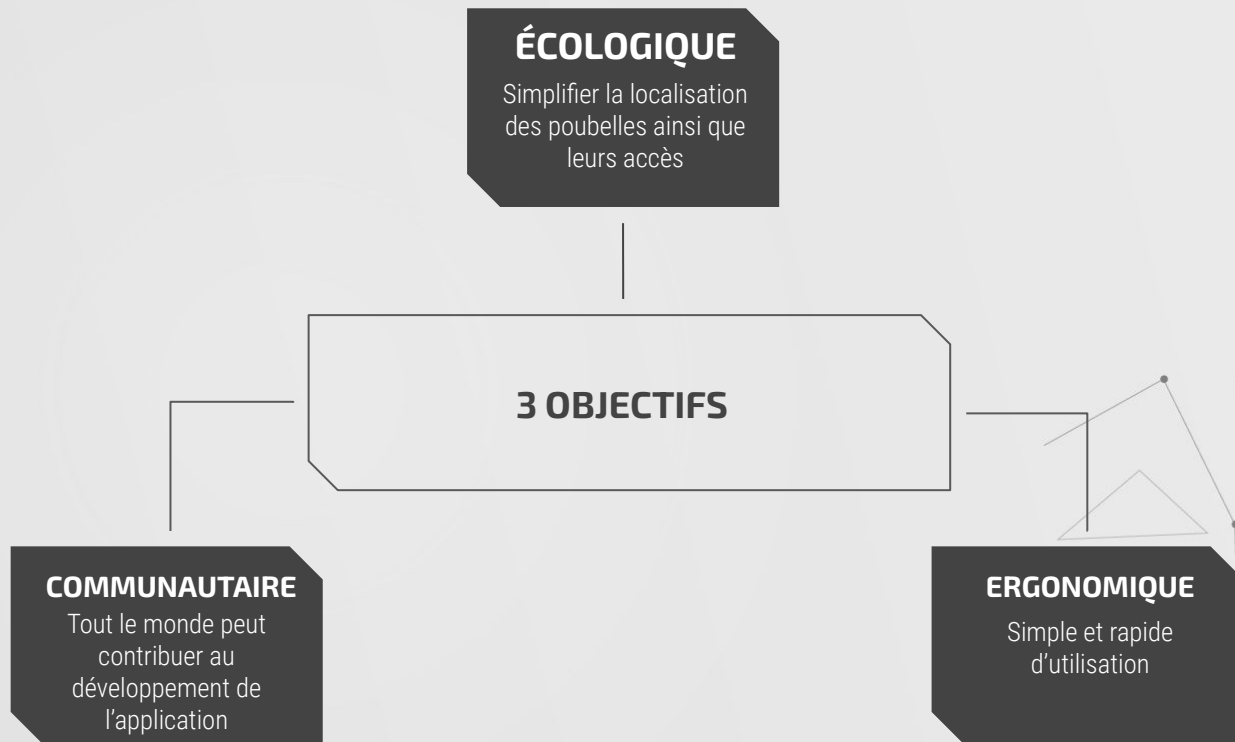 ÉCOLOGIQUE
Simplifier la localisation
des poubelles ainsi que
leurs accès
3 OBJECTIFS
COMMUNAUTAIRE
Tout le monde peut
contribuer au
développement de
l’application
ERGONOMIQUE
Simple et rapide
d’utilisation